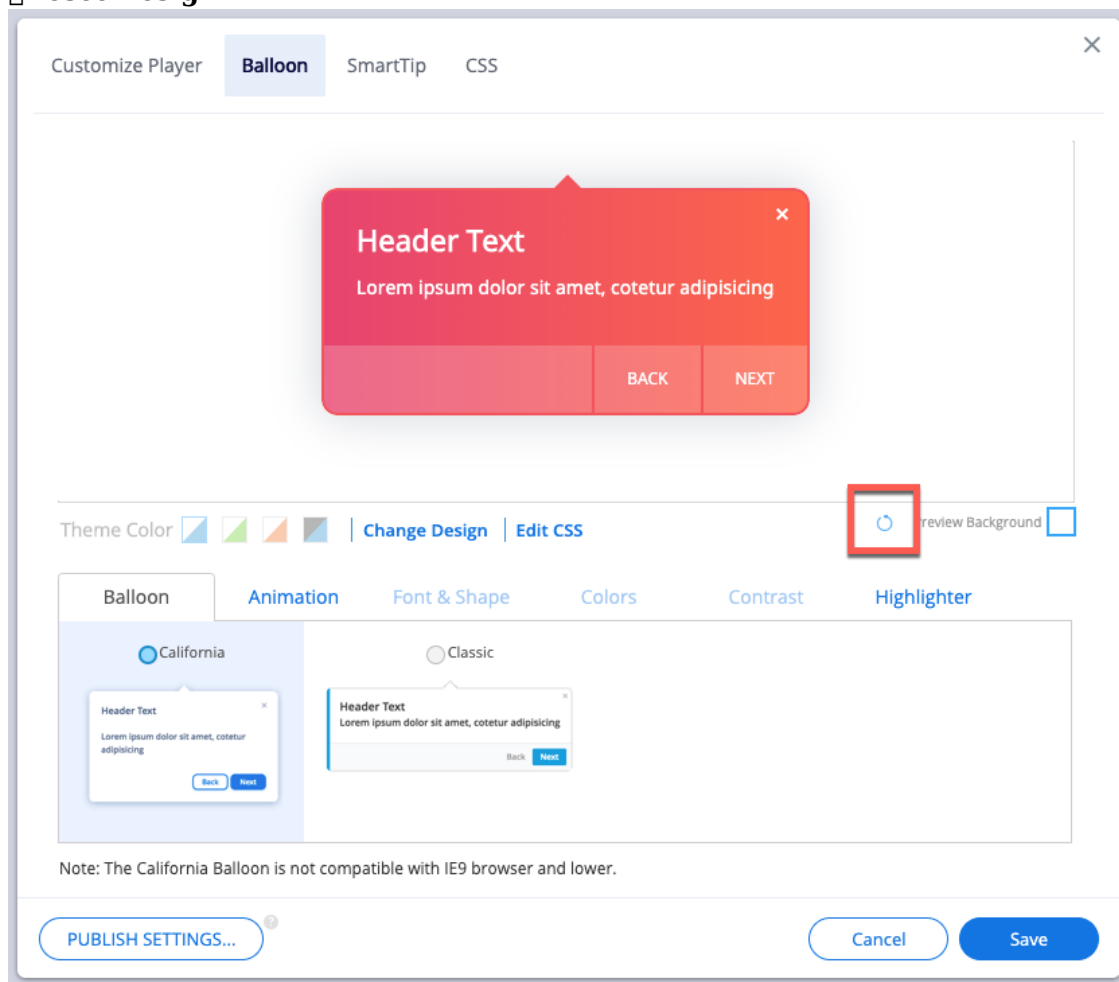 Customize Player Balloon SmartTip CSS
Header Text
Lorem ipsum dolor sit amet, cotetur adipisicing
BACK NEXT
Theme Color Change Design Edit CSS review Background
Balloon Animation Font & Shape Colors Contrast Highlighter
California Classic
Header Text
Lorem ipsum dolor sit amet, cotetur
adipisicing
Back Next
Header Text
Lorem ipsum dolor sit amet, cotetur adipisicing
Back Next
Note: The California Balloon is not compatible with IE9 browser and lower.
PUBLISH SETTINGS... ? Cancel Save